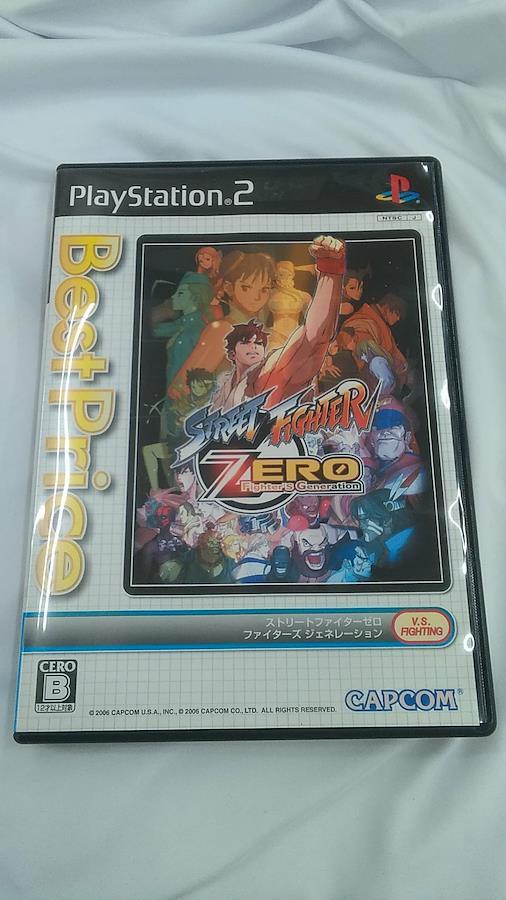 PlayStation®2
NTSC J
Best Price
STREET FIGHTER
ZERO
Fighter's Generation
ストリートファイターゼロ
ファイターズ ジェネレーション
V.S.
FIGHTING
CERO
B
12才以上対象
© 2006 CAPCOM U.S.A., INC., © 2006 CAPCOM CO., LTD. ALL RIGHTS RESERVED.
CAPCOM®